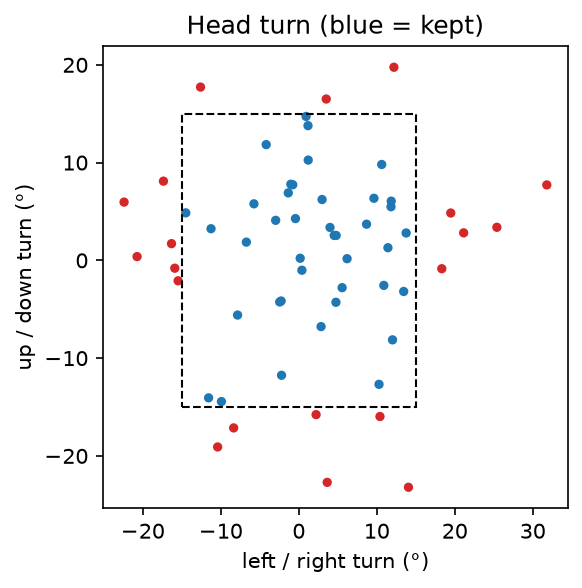 Head turn (blue = kept)
up / down turn (°)
20
10
0
−10
−20
−20 −10 0 10 20 30
left / right turn (°)